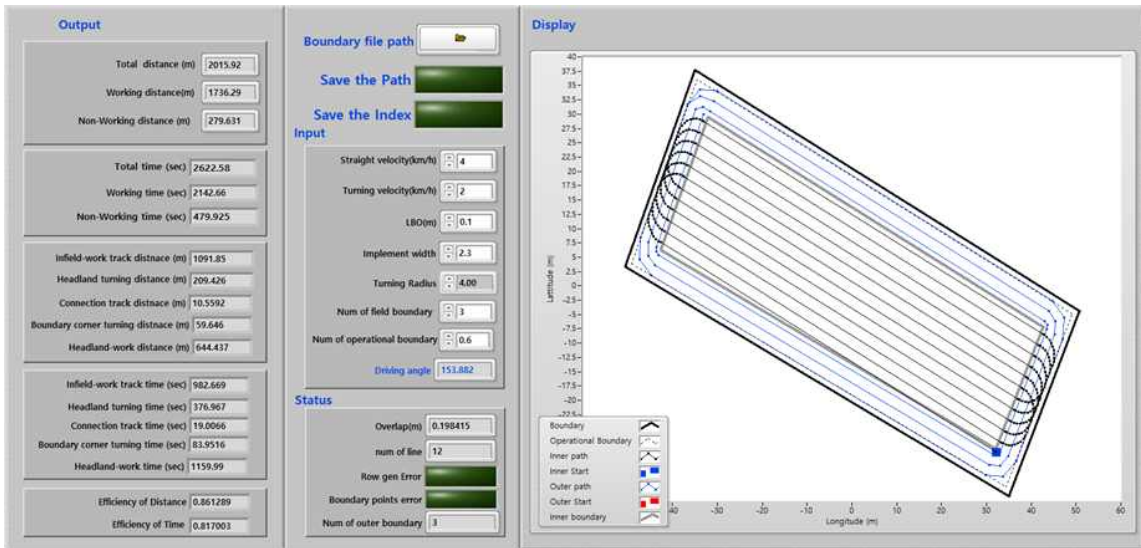 Output
Total distance (m) 2015.92
Working distance(m) 1736.29
Non-Working distance (m) 279.631
Total time (sec) 2622.58
Working time (sec) 2142.66
Non-Working time (sec) 479.925
Infield-work track distnace (m) 1091.85
Headland turning distance (m) 209.426
Connection track distnace (m) 10.5592
Boundary corner turning distnace (m) 59.646
Headland-work distance (m) 644.437
Infield-work track time (sec) 982.669
Headland turning time (sec) 376.967
Connection track time (sec) 19.0066
Boundary corner turning time (sec) 83.9516
Headland-work time (sec) 1159.99
Efficiency of Distance 0.861289
Efficiency of Time 0.817003
Boundary file path
Save the Path
Save the Index
Input
Straight velocity(km/h) 4
Turning velocity(km/h) 2
LBO(m) 0.1
Implement width 2.3
Turning Radius 4.00
Num of field boundary 3
Num of operational boundary 0.6
Driving angle 153.882
Status
Overlap(m) 0.198415
num of line 12
Row gen Error
Boundary points error
Num of outer boundary 3
Display
40
37.5
35
32.5
30
27.5
25
22.5
20
17.5
15
12.5
10
7.5
5
2.5
0
-2.5
-5
-7.5
-10
-12.5
-15
-17.5
-20
-22.5
Lattitude (m)
Boundary
Operational Boundary
Inner path
Inner Start
Outer path
Outer Start
Inner boundary
-40 -30 -20 -10 0 10 20 30 40 50 60
Longitude (m)